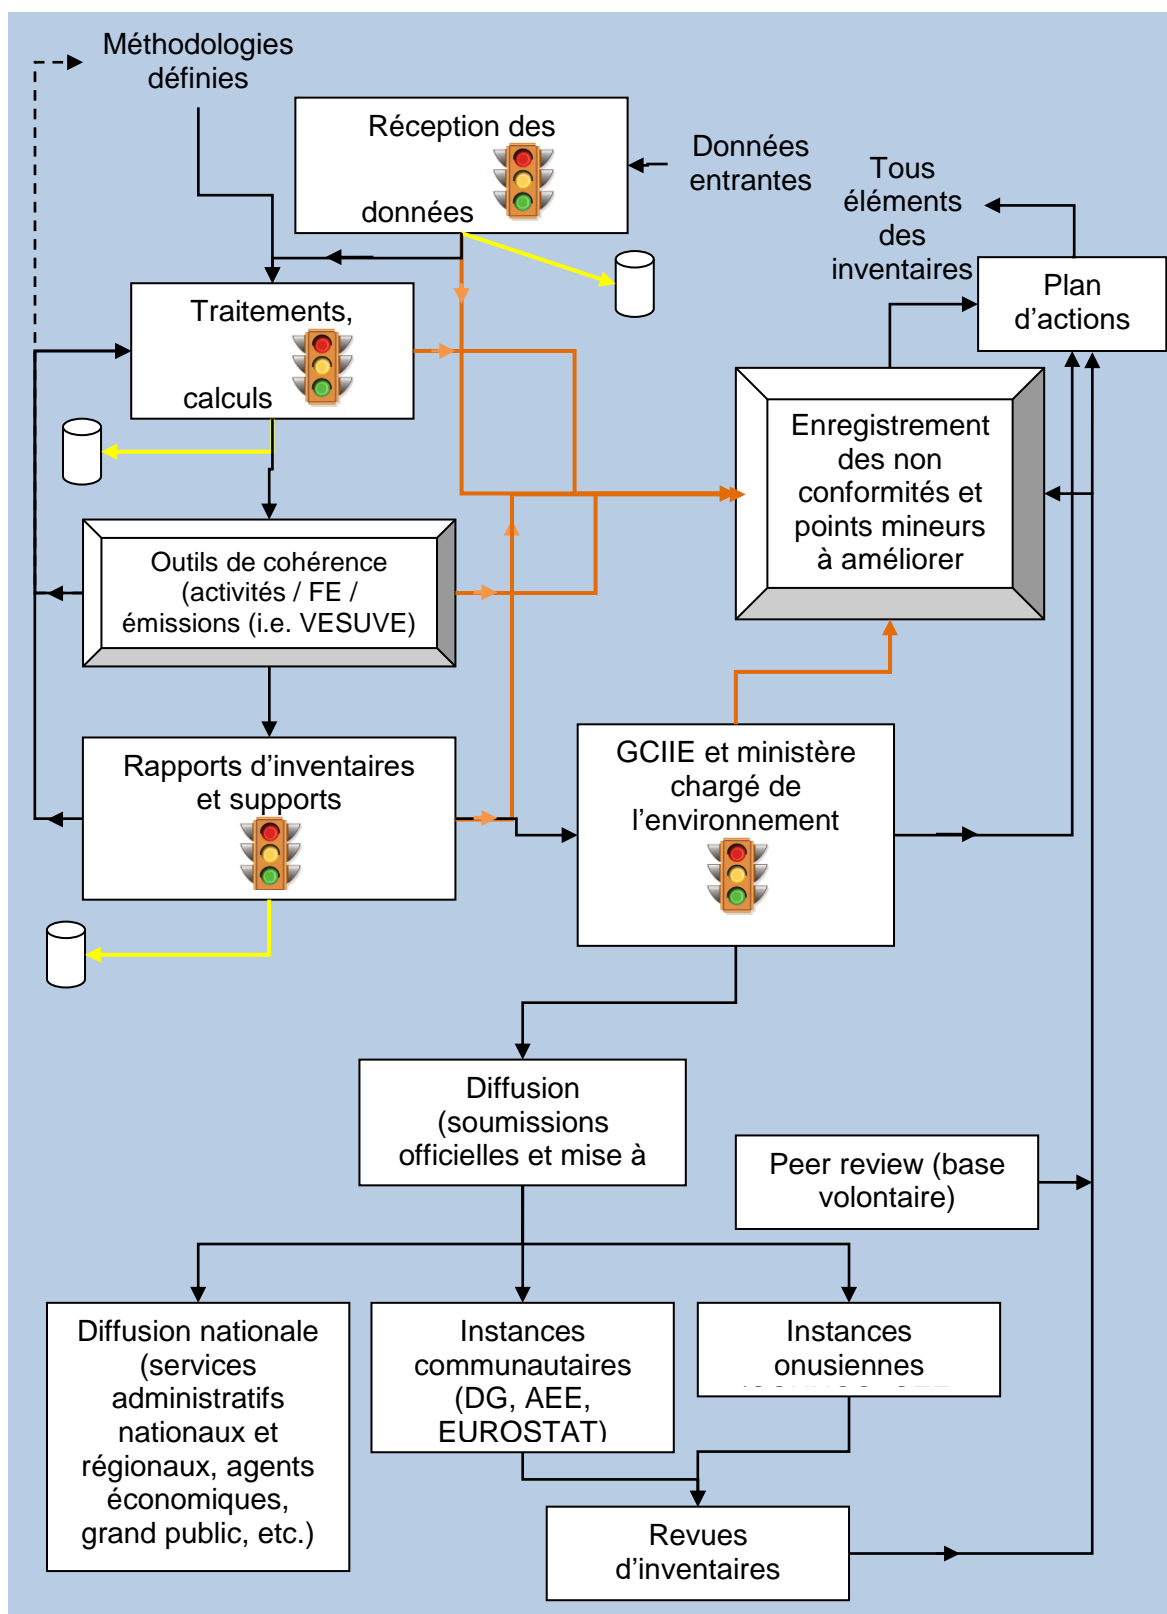 Méthodologies
définies
Réception des
données
Données
entrantes
Tous
éléments
des
inventaires
Plan
d’actions
Traitements,
calculs
Enregistrement
des non
conformités et
points mineurs
à améliorer
Outils de cohérence
(activités / FE /
émissions (i.e. VESUVE)
Rapports d’inventaires
et supports
GCIIE et ministère
chargé de
l’environnement
Diffusion
(soumissions
officielles et mise à
Peer review (base
volontaire)
Diffusion nationale
(services
administratifs
nationaux et
régionaux, agents
économiques,
grand public, etc.)
Instances
communautaires
(DG, AEE,
EUROSTAT)
Instances
onusiennes
Revues
d’inventaires